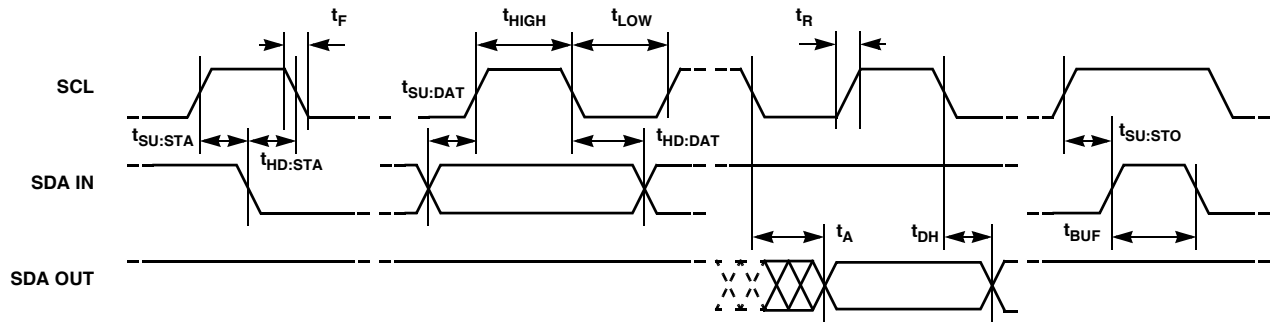 tF
tHIGH
tLOW
tR
SCL
tSU:DAT
tSU:STA
tHD:STA
tHD:DAT
tSU:STO
SDA IN
tA
tDH
tBUF
SDA OUT